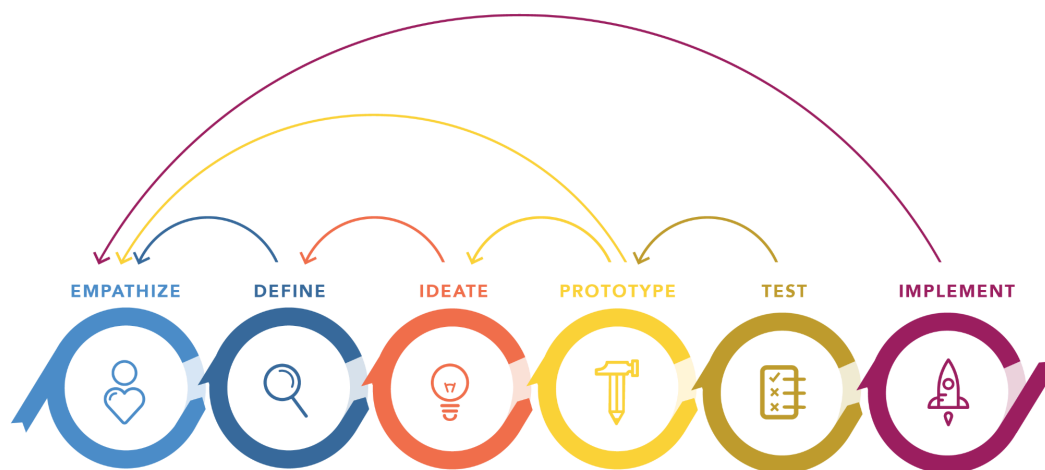 EMPATHIZE
DEFINE
IDEATE
PROTOTYPE
TEST
IMPLEMENT